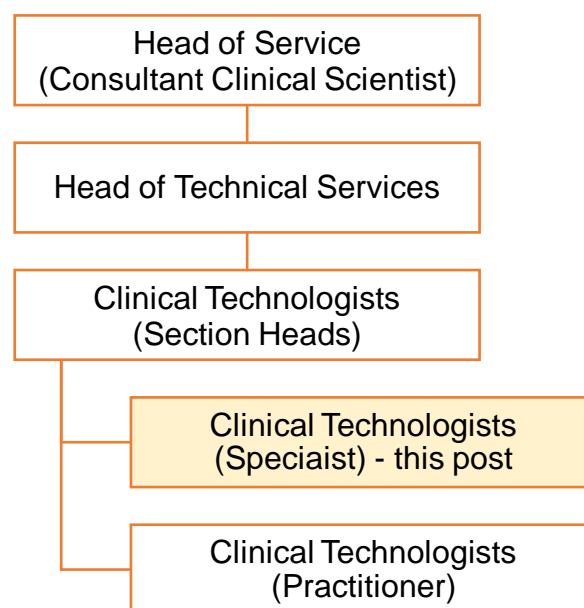 Head of Service
(Consultant Clinical Scientist)
Head of Technical Services
Clinical Technologists
(Section Heads)
Clinical Technologists
(Speciaist) - this post
Clinical Technologists
(Practitioner)